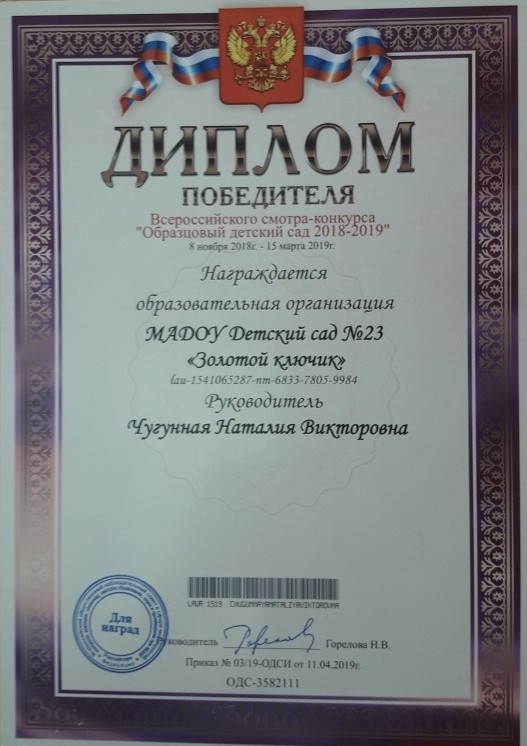 ДИПЛОМ
ПОБЕДИТЕЛЯ
Всероссийского смотра-конкурса
"Образцовый детский сад 2018-2019"
8 ноября 2018г. - 15 марта 2019г.
Награждается
образовательная организация
МАДОУ Детский сад №23
«Золотой ключик»
lau-1541065287-nm-6833-7805-9984
Руководитель
Чугунная Наталия Викторовна
LAUR 1519 CHUGUNNAYANATALIYAVIKTOROVNA
Для
наград
Руководитель Горелова Н.В.
Приказ № 03/19-ОДСИ от 11.04.2019г.
ОДС-3582111